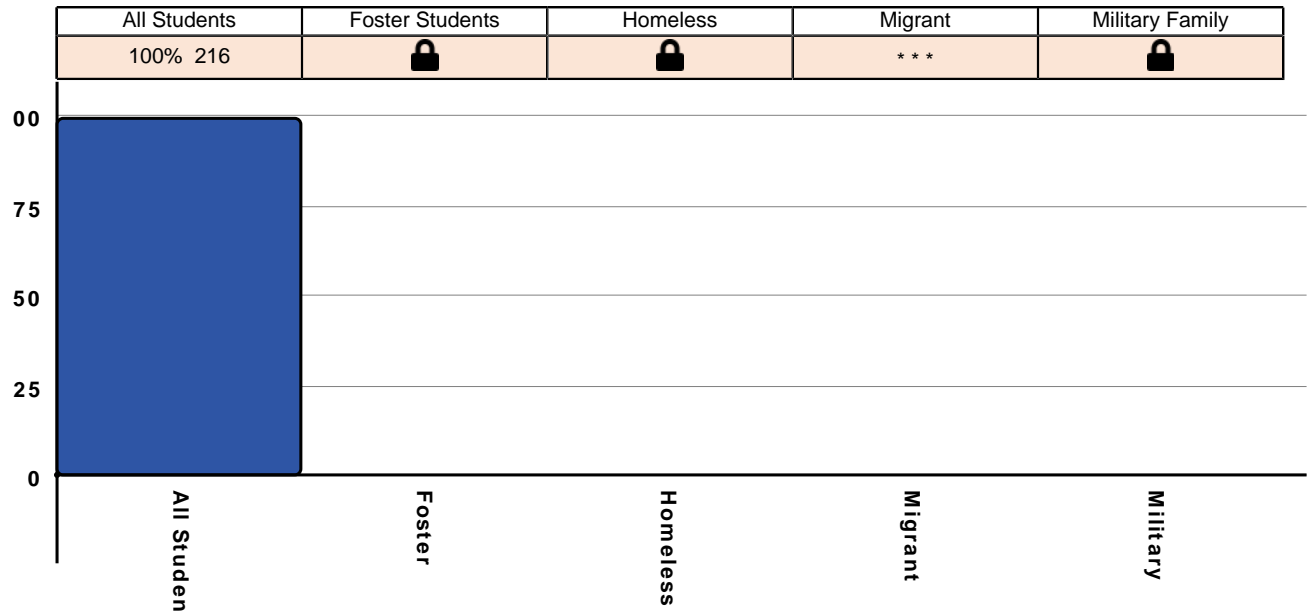 All Students Foster Students Homeless Migrant Military Family
100% 216 * * *
00
75
50
25
0
All Studen
Foster
Homeless
Migrant
Military